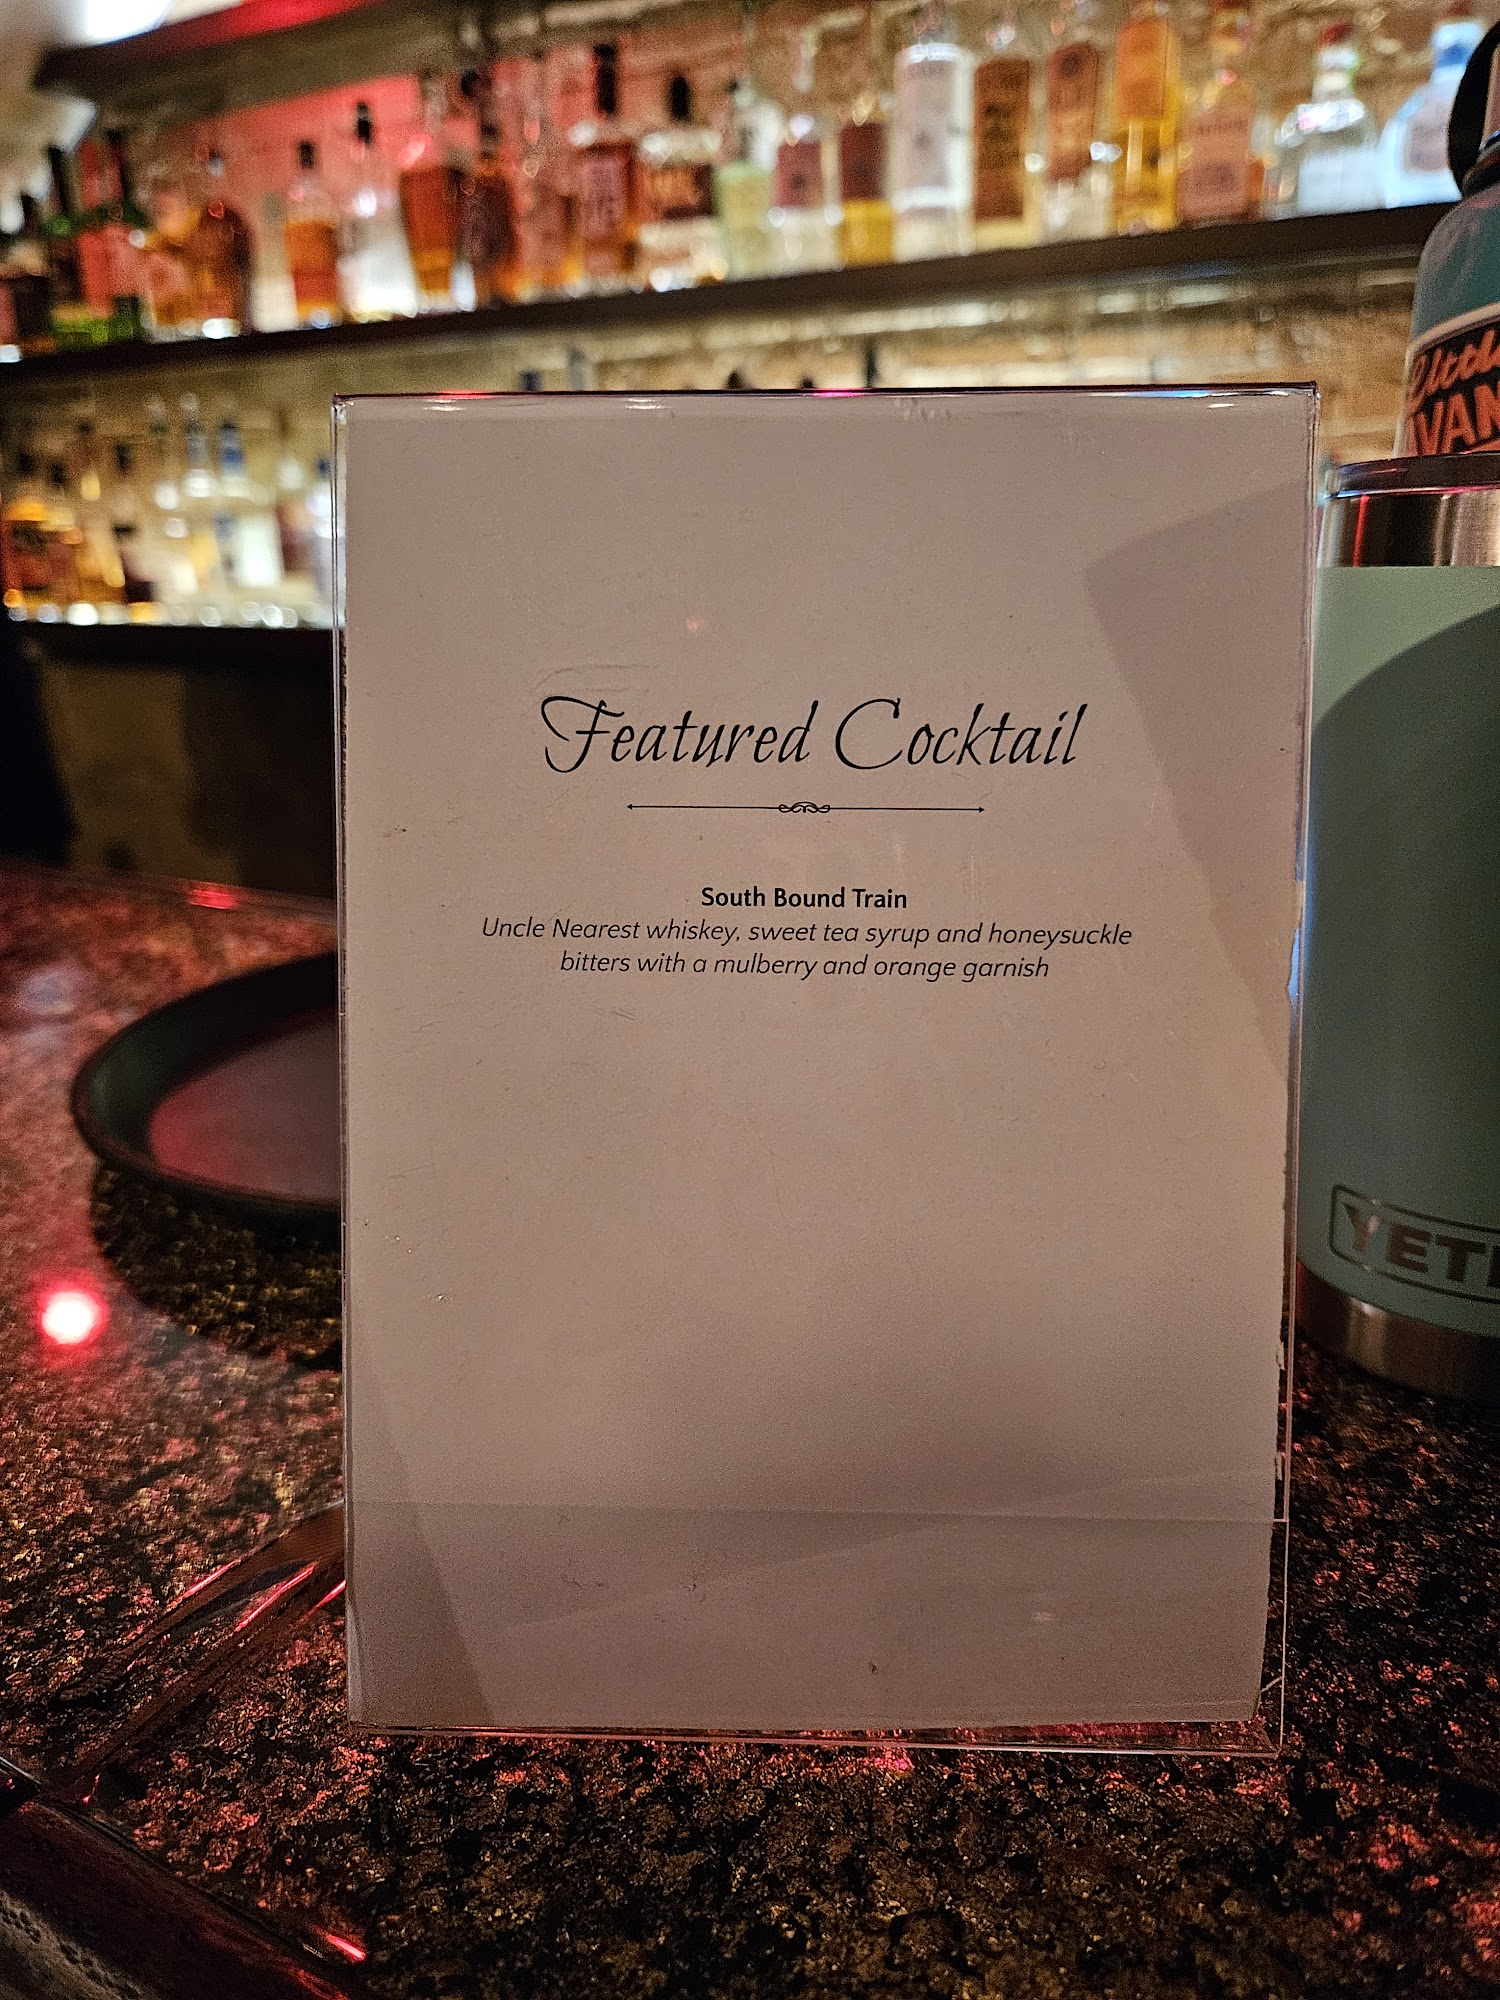 Featured Cocktail
South Bound Train
Uncle Nearest whiskey, sweet tea syrup and honeysuckle
bitters with a mulberry and orange garnish
Little
YETI